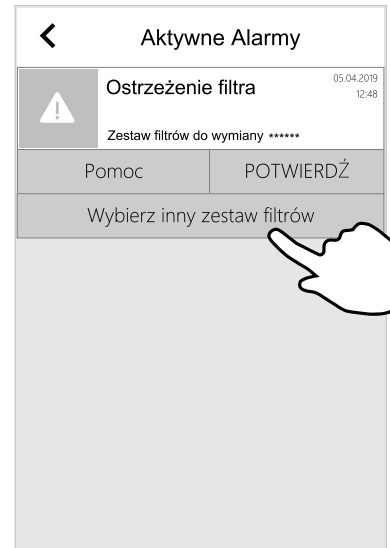 Aktywne Alarmy
Ostrzeżenie filtra
05.04.2019
12:48
Zestaw filtrów do wymiany ******
Pomoc
POTWIERDŹ
Wybierz inny zestaw filtrów